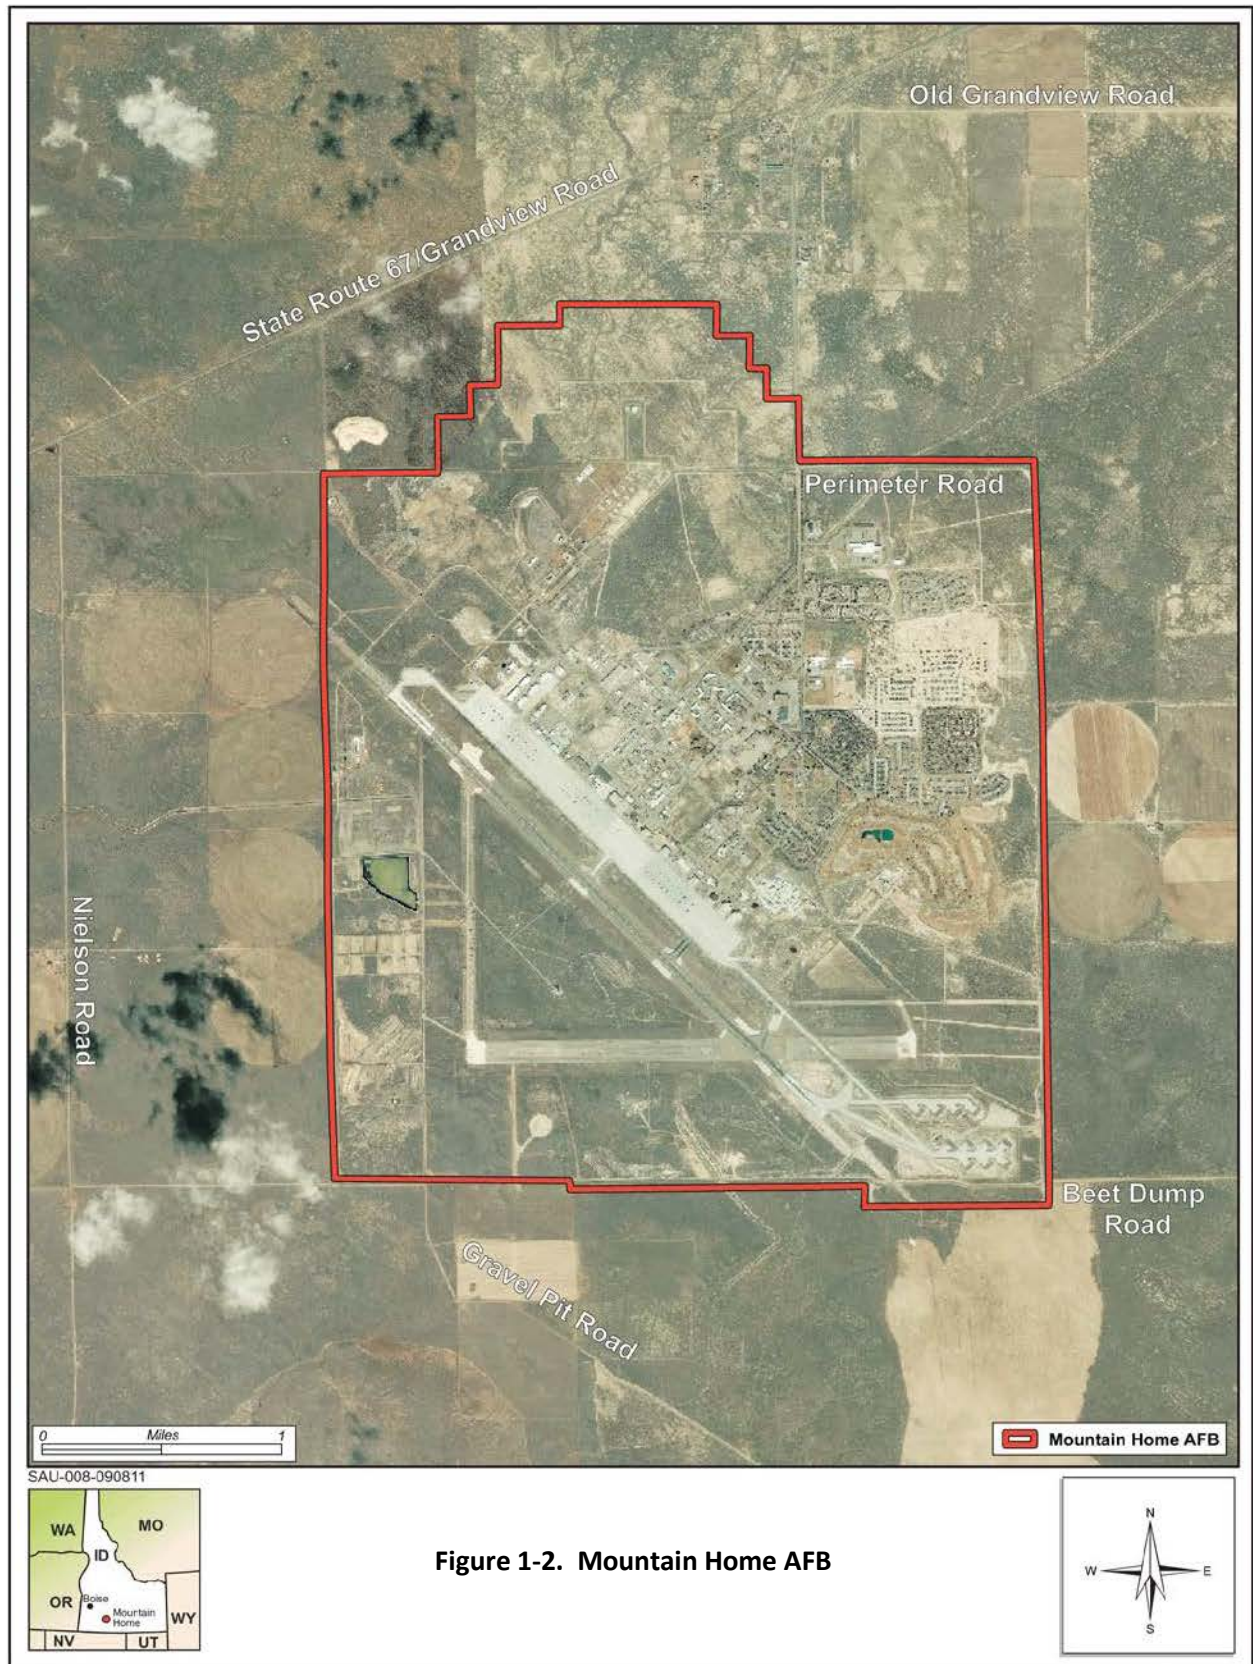 Old Grandview Road
State Route 67/Grandview Road
Perimeter Road
Nielson Road
Beet Dump
Road
Gravel Pit Road
0 Miles 1
Mountain Home AFB
SAU-008-090811
WA
MO
ID
OR
Boise
Mountain
Home
WY
NV
UT
Figure 1-2. Mountain Home AFB
N
W
E
S